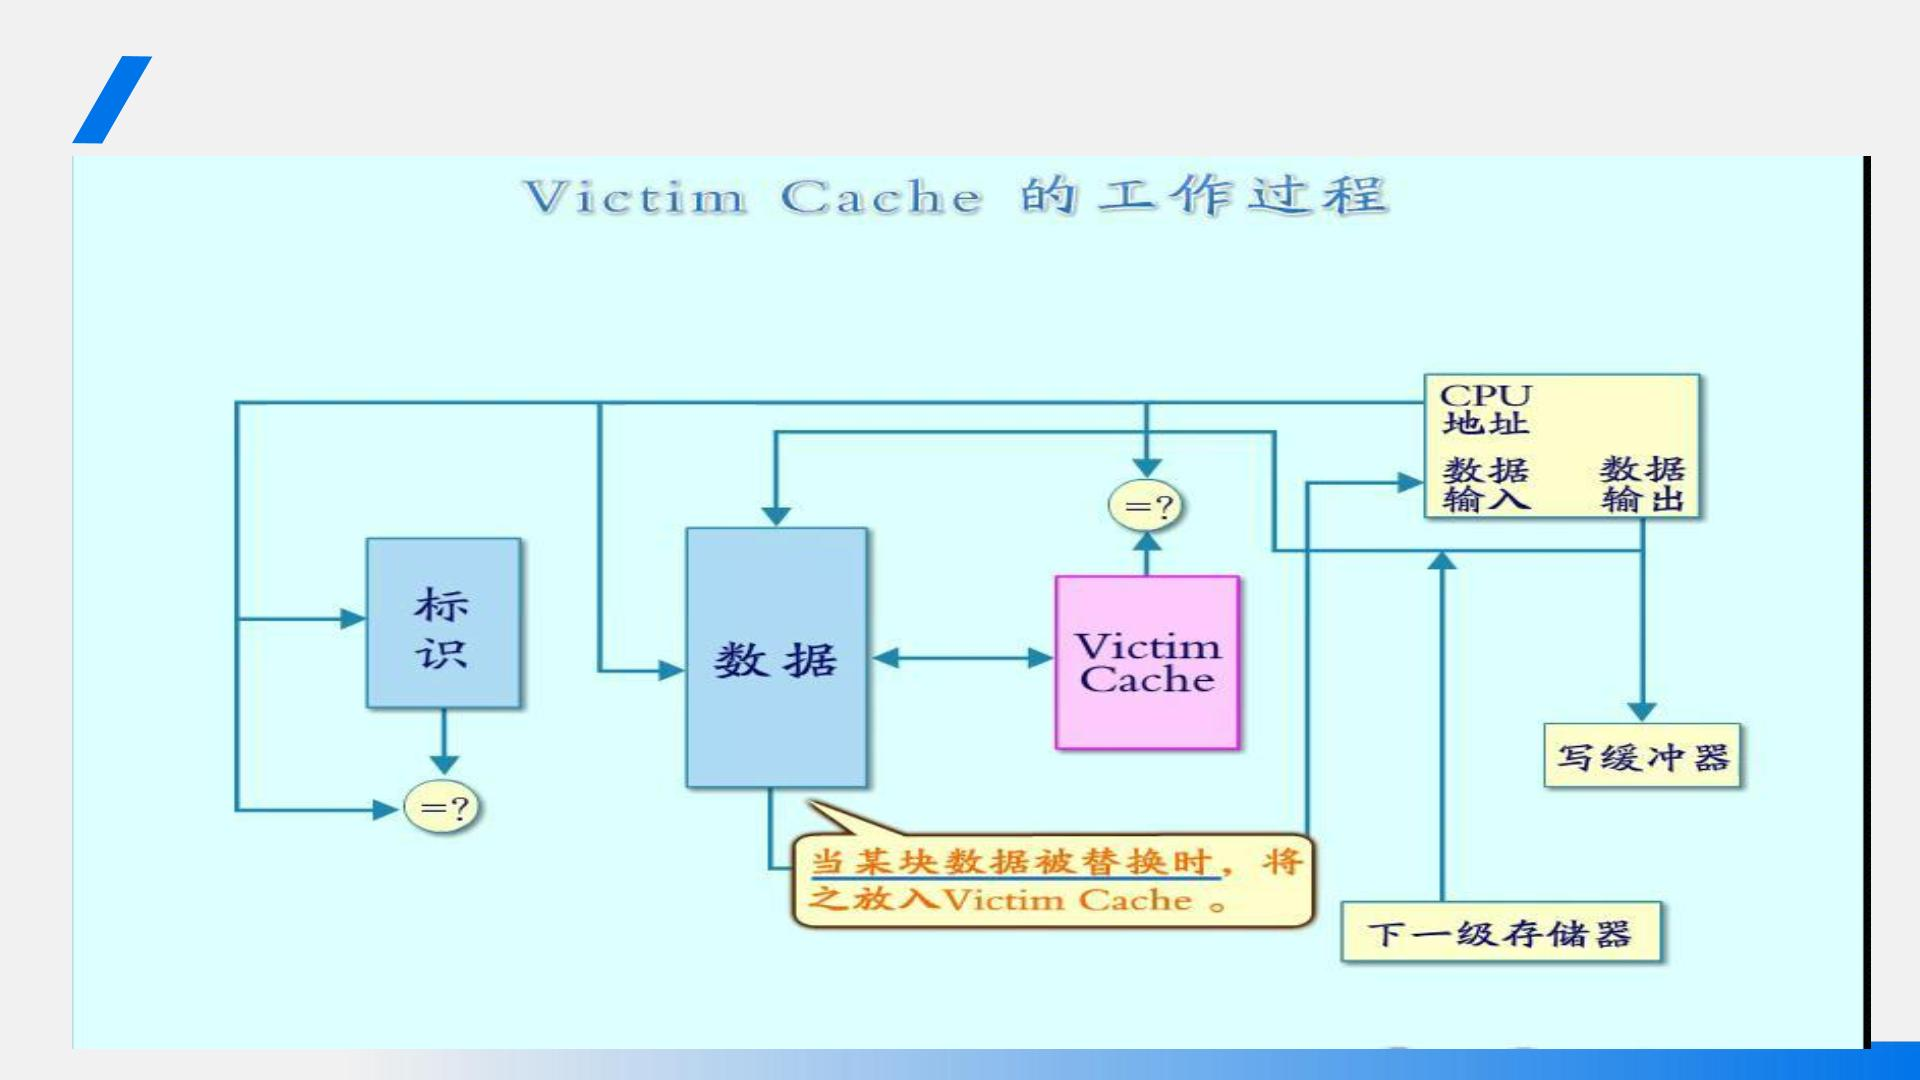 Victim Cache 的工作过程
CPU
地址
数据
输入
数据
输出
=?
标
识
数据
Victim
Cache
写缓冲器
=?
当某块数据被替换时，将
之放入Victim Cache 。
下一级存储器